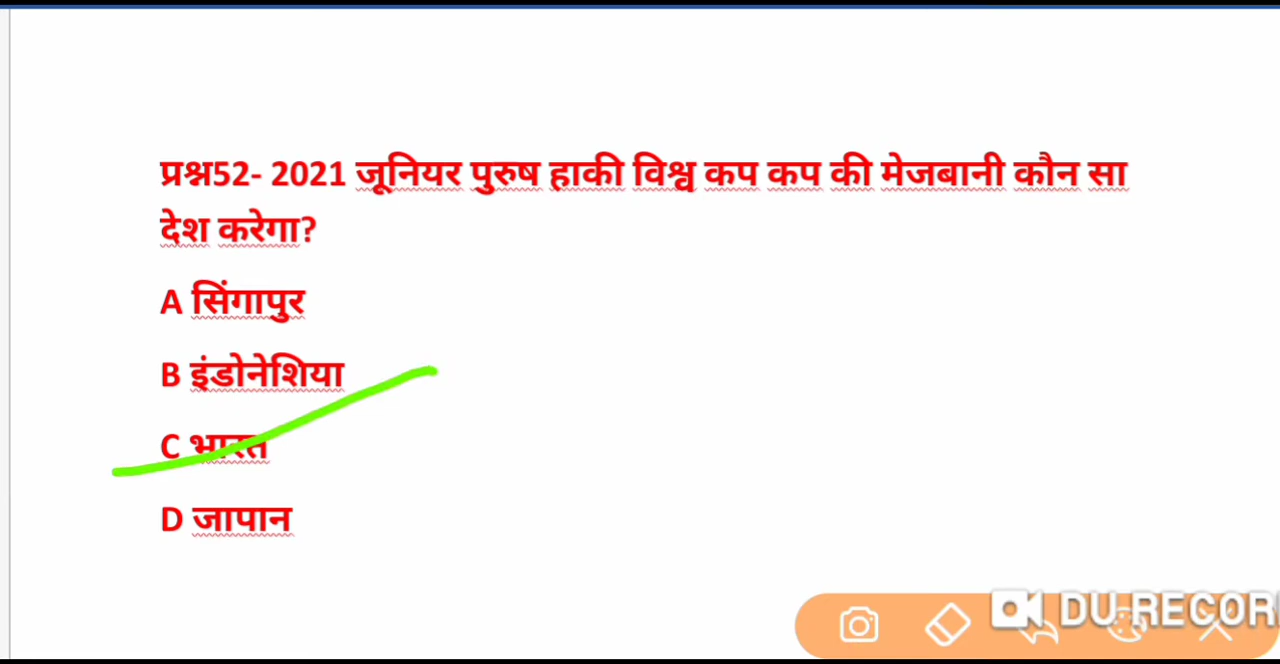 प्रश्न52- 2021 जूनियर पुरुष हाकी विश्व कप कप की मेजबानी कौन सा
देश करेगा?
A सिंगापुर
B इंडोनेशिया
C भारत
D जापान
DU RECOR